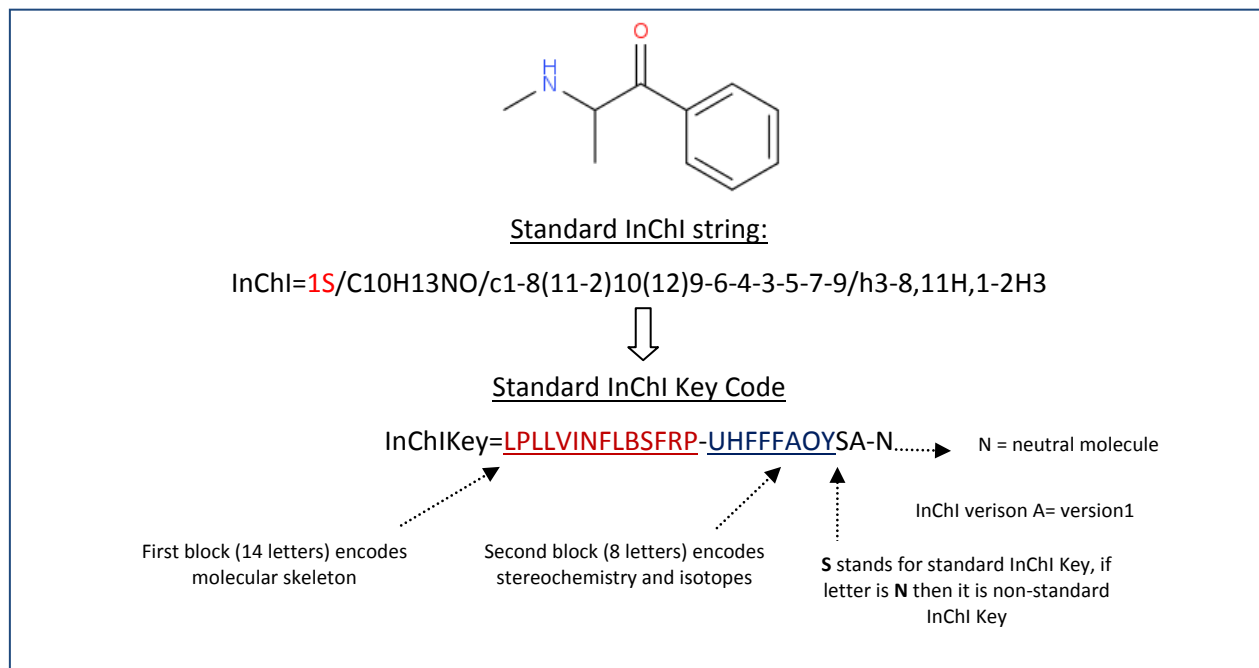 O
H
N
Standard InChI string:
InChI=1S/C10H13NO/c1-8(11-2)10(12)9-6-4-3-5-7-9/h3-8,11H,1-2H3
Standard InChI Key Code
InChIKey=LPLLVINFLBSFRP-UHFFFAOYSA-N........
N = neutral molecule
InChI verison A= version1
First block (14 letters) encodes
molecular skeleton
Second block (8 letters) encodes
stereochemistry and isotopes
S stands for standard InChI Key, if
letter is N then it is non-standard
InChI Key